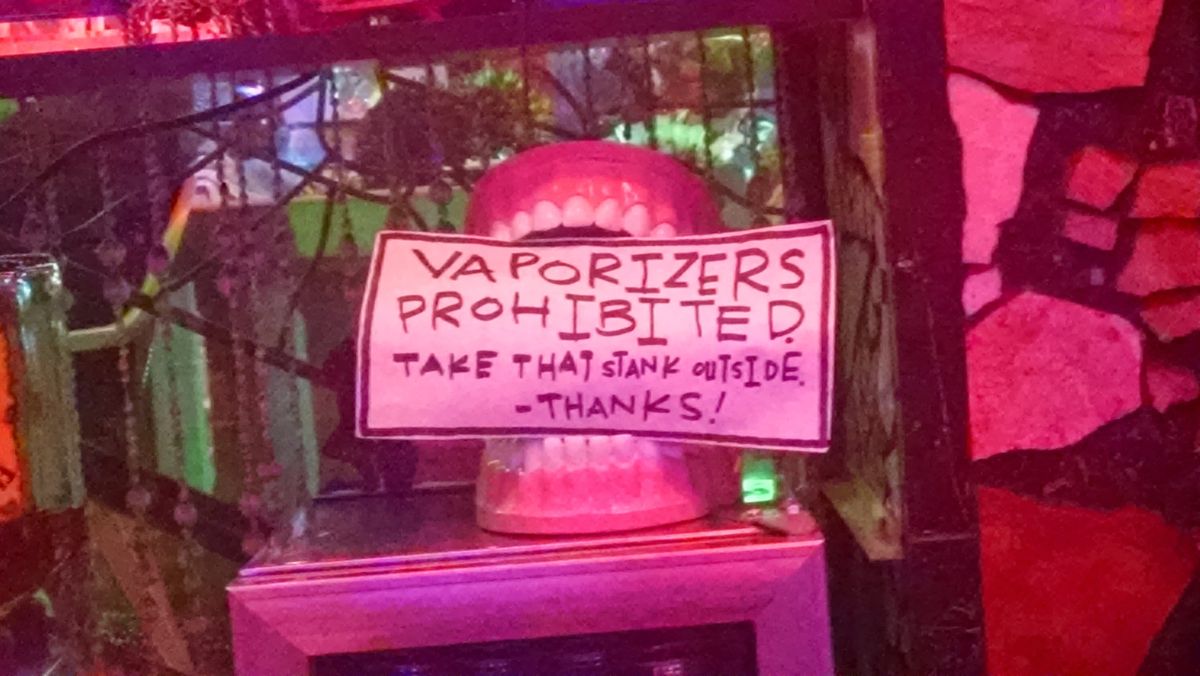 VAPORIZERS
PROHIBITED.
TAKE THAT STANK OUTSIDE.
-THANKS!